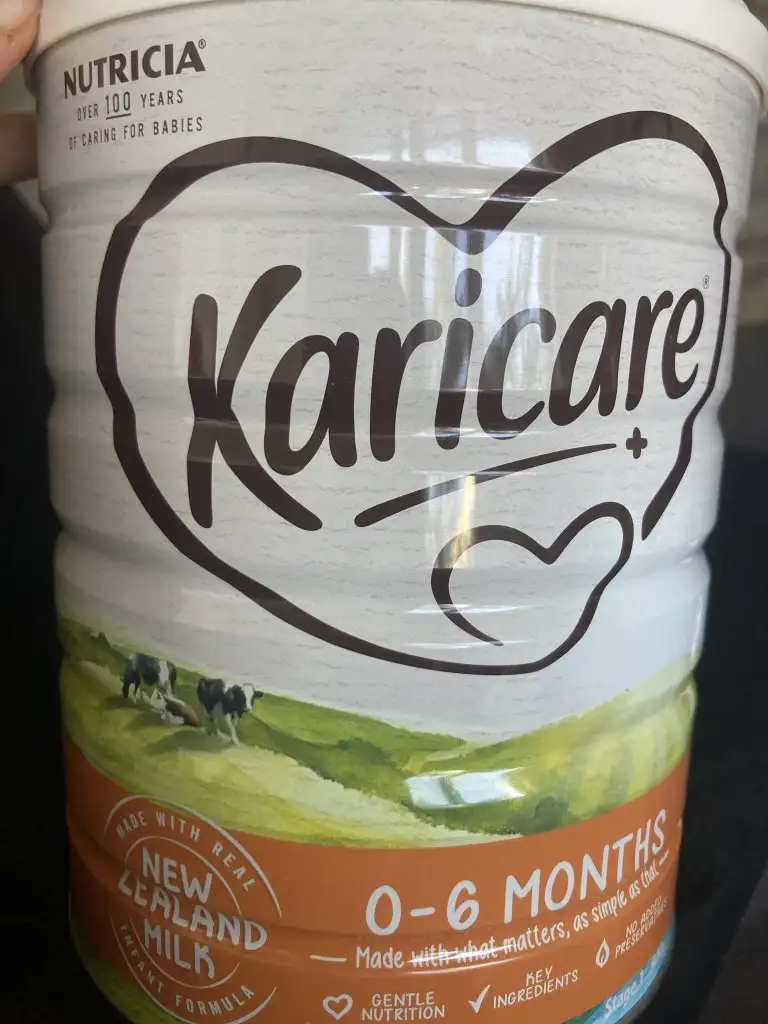 NUTRICIA®
OVER 100 YEARS
OF CARING FOR BABIES
Karicare®
+
MADE WITH REAL
NEW
ZEALAND
MILK
INFANT FORMULA
0-6 MONTHS
— Made with what matters, as simple as that —
GENTLE
NUTRITION
KEY
INGREDIENTS
NO ADDED
PRESERVATIVES
Stage 1